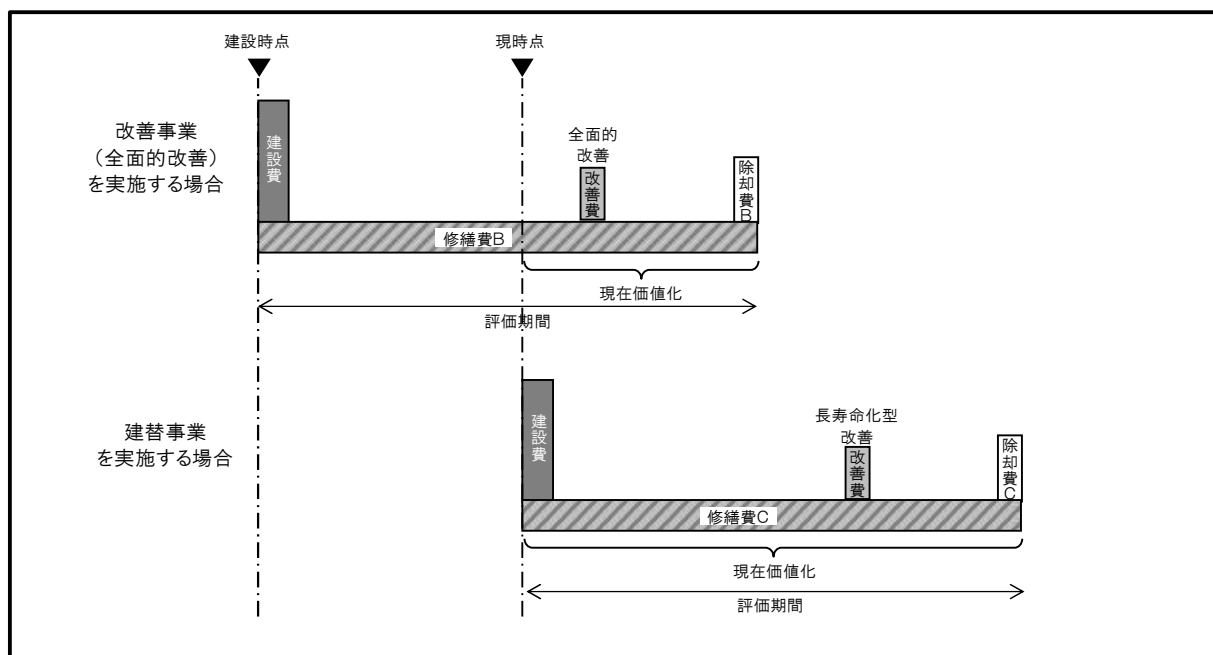 建設時点
現時点
改善事業
（全面的改善）
を実施する場合
建設費
全面的
改善
改善費
除却費B
修繕費B
現在価値化
評価期間
建替事業
を実施する場合
建設費
長寿命化型
改善
改善費
除却費C
修繕費C
現在価値化
評価期間